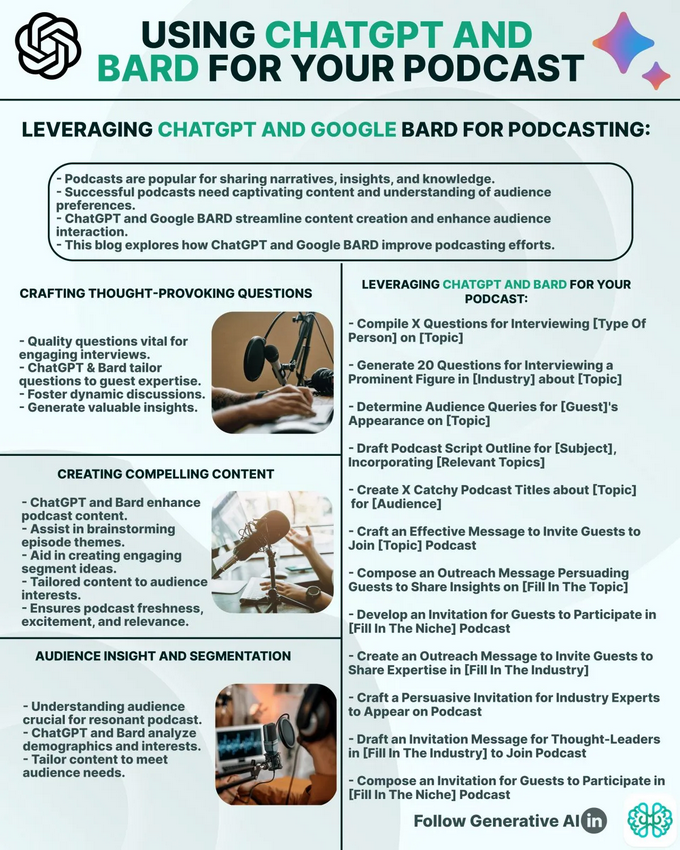 USING CHATGPT AND
BARD FOR YOUR PODCAST
LEVERAGING CHATGPT AND GOOGLE BARD FOR PODCASTING:
- Podcasts are popular for sharing narratives, insights, and knowledge.
- Successful podcasts need captivating content and understanding of audience
preferences.
- ChatGPT and Google BARD streamline content creation and enhance audience
interaction.
- This blog explores how ChatGPT and Google BARD improve podcasting efforts.
CRAFTING THOUGHT-PROVOKING QUESTIONS
- Quality questions vital for
engaging interviews.
- ChatGPT & Bard tailor
questions to guest expertise.
- Foster dynamic discussions.
- Generate valuable insights.
CREATING COMPELLING CONTENT
- ChatGPT and Bard enhance
podcast content.
- Assist in brainstorming
episode themes.
- Aid in creating engaging
segment ideas.
- Tailored content to audience
interests.
- Ensures podcast freshness,
excitement, and relevance.
AUDIENCE INSIGHT AND SEGMENTATION
- Understanding audience
crucial for resonant podcast.
- ChatGPT and Bard analyze
demographics and interests.
- Tailor content to meet
audience needs.
LEVERAGING CHATGPT AND BARD FOR YOUR
PODCAST:
- Compile X Questions for Interviewing [Type Of
Person] on [Topic]
- Generate 20 Questions for Interviewing a
Prominent Figure in [Industry] about [Topic]
- Determine Audience Queries for [Guest]'s
Appearance on [Topic]
- Draft Podcast Script Outline for [Subject],
Incorporating [Relevant Topics]
- Create X Catchy Podcast Titles about [Topic]
for [Audience]
- Craft an Effective Message to Invite Guests to
Join [Topic] Podcast
- Compose an Outreach Message Persuading
Guests to Share Insights on [Fill In The Topic]
- Develop an Invitation for Guests to Participate in
[Fill In The Niche] Podcast
- Create an Outreach Message to Invite Guests to
Share Expertise in [Fill In The Industry]
- Craft a Persuasive Invitation for Industry Experts
to Appear on Podcast
- Draft an Invitation Message for Thought-Leaders
in [Fill In The Industry] to Join Podcast
- Compose an Invitation for Guests to Participate in
[Fill In The Niche] Podcast
Follow Generative AI in